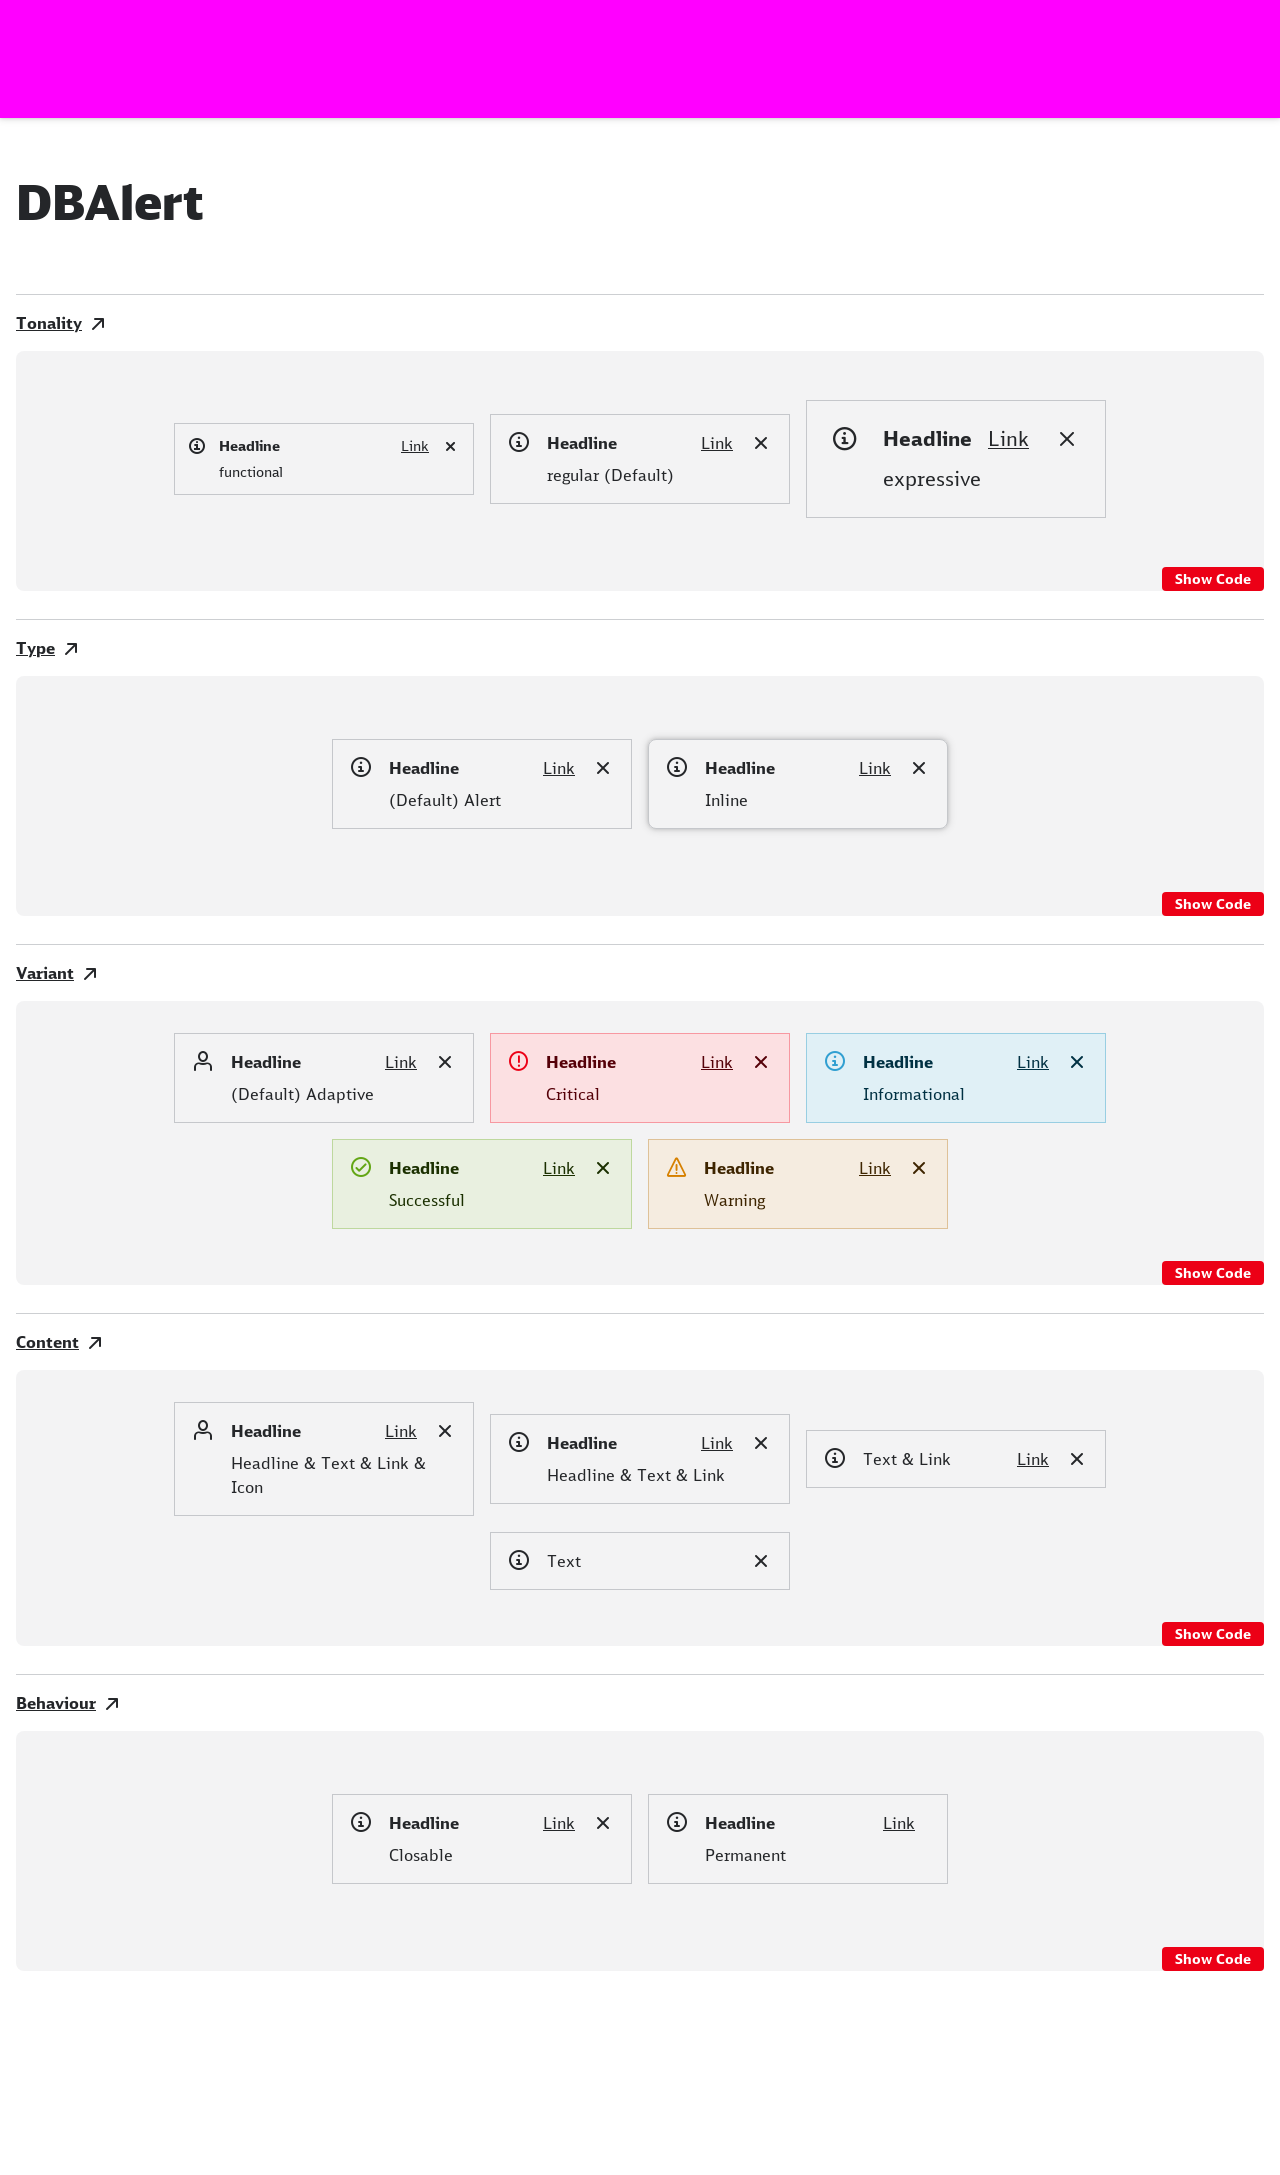 DBAlert
Tonality
Headline Link
functional
Headline Link
regular (Default)
Headline Link
expressive
Show Code
Type
Headline Link
(Default) Alert
Headline Link
Inline
Show Code
Variant
Headline Link
(Default) Adaptive
Headline Link
Critical
Headline Link
Informational
Headline Link
Successful
Headline Link
Warning
Show Code
Content
Headline Link
Headline & Text & Link &
Icon
Headline Link
Headline & Text & Link
Text & Link Link
Text
Show Code
Behaviour
Headline Link
Closable
Headline Link
Permanent
Show Code